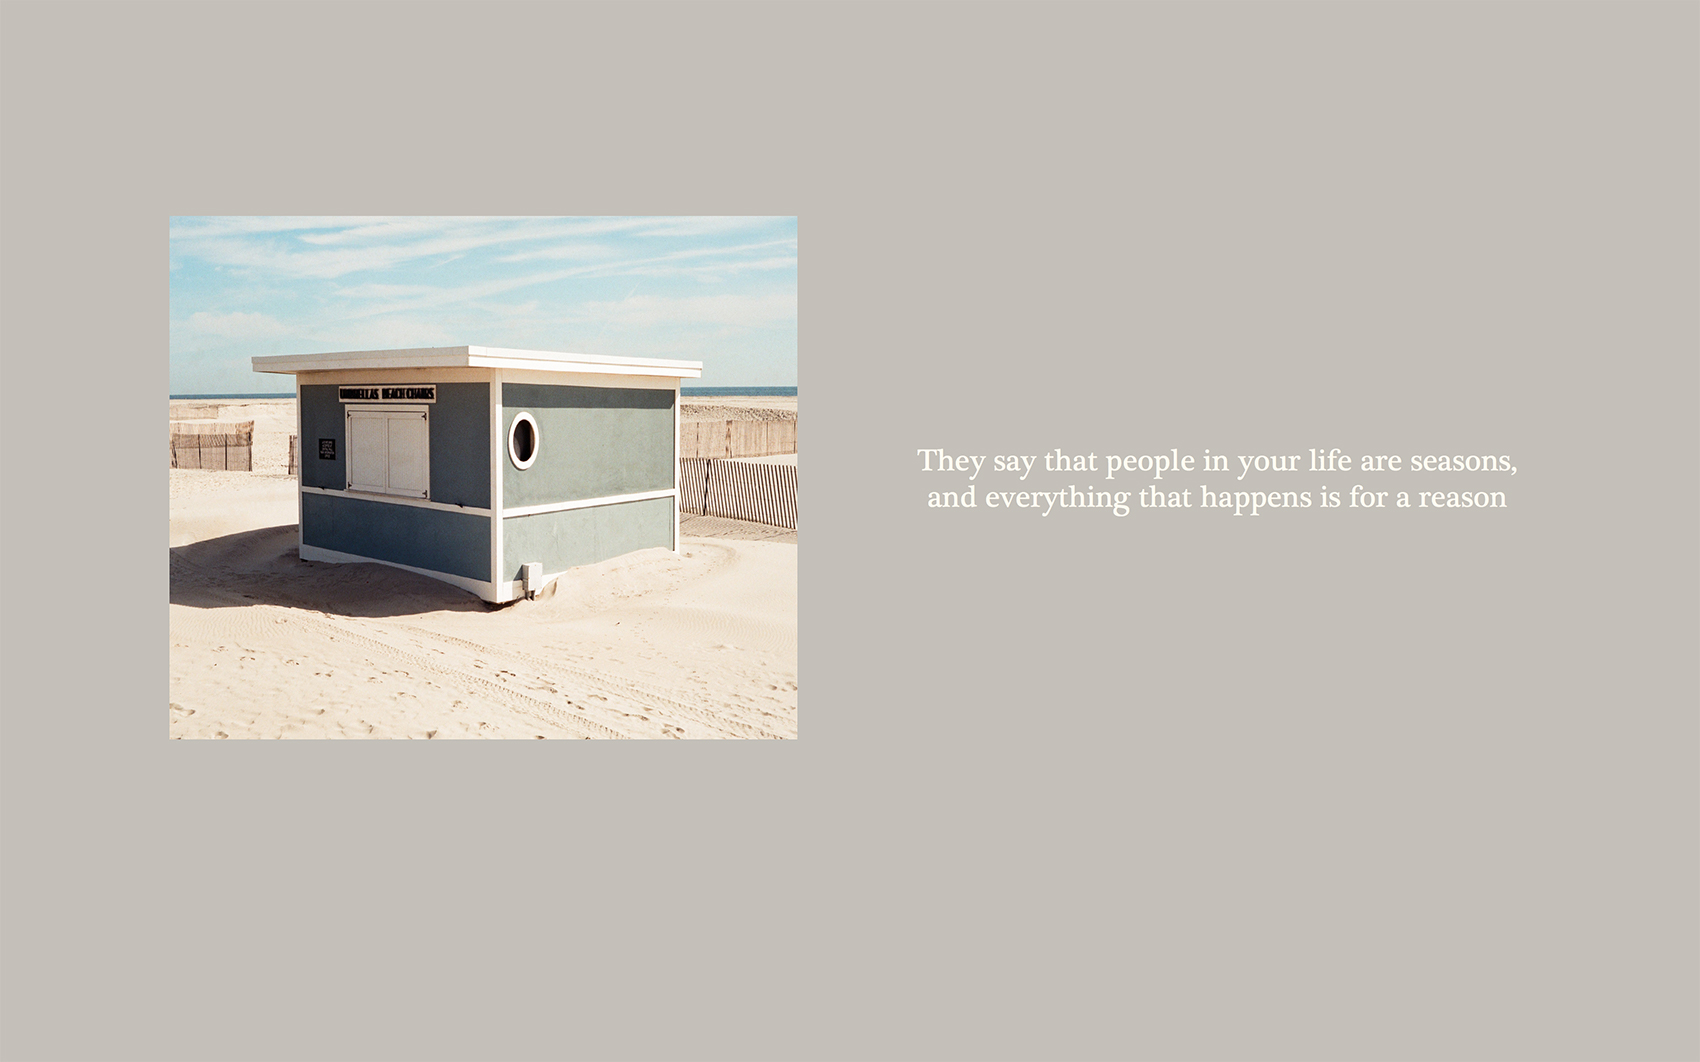 UMBRELLAS, BEACH CHAIRS
They say that people in your life are seasons,
and everything that happens is for a reason